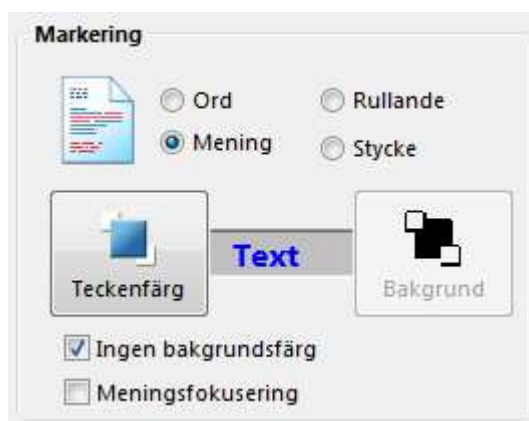 Markering
Ord
Rullande
Mening
Stycke
Teckenfärg
Text
Bakgrund
Ingen bakgrundsfärg
Meningsfokusering